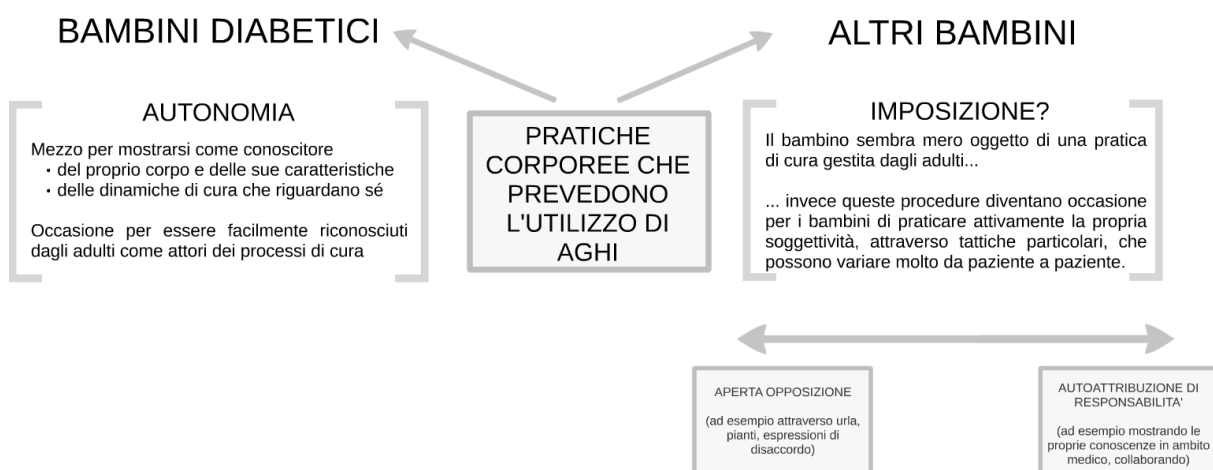 BAMBINI DIABETICI
ALTRI BAMBINI
AUTONOMIA
Mezzo per mostrarsi come conoscitore
• del proprio corpo e delle sue caratteristiche
• delle dinamiche di cura che riguardano sé
Occasione per essere facilmente riconosciuti
dagli adulti come attori dei processi di cura
PRATICHE
CORPOREE CHE
PREVEDONO
L'UTILIZZO DI
AGHI
IMPOSIZIONE?
Il bambino sembra mero oggetto di una pratica
di cura gestita dagli adulti...
... invece queste procedure diventano occasione
per i bambini di praticare attivamente la propria
soggettività, attraverso tattiche particolari, che
possono variare molto da paziente a paziente.
APERTA OPPOSIZIONE
(ad esempio attraverso urla,
pianti, espressioni di
disaccordo)
AUTOATTRIBUZIONE DI
RESPONSABILITA'
(ad esempio mostrando le
proprie conoscenze in ambito
medico, collaborando)